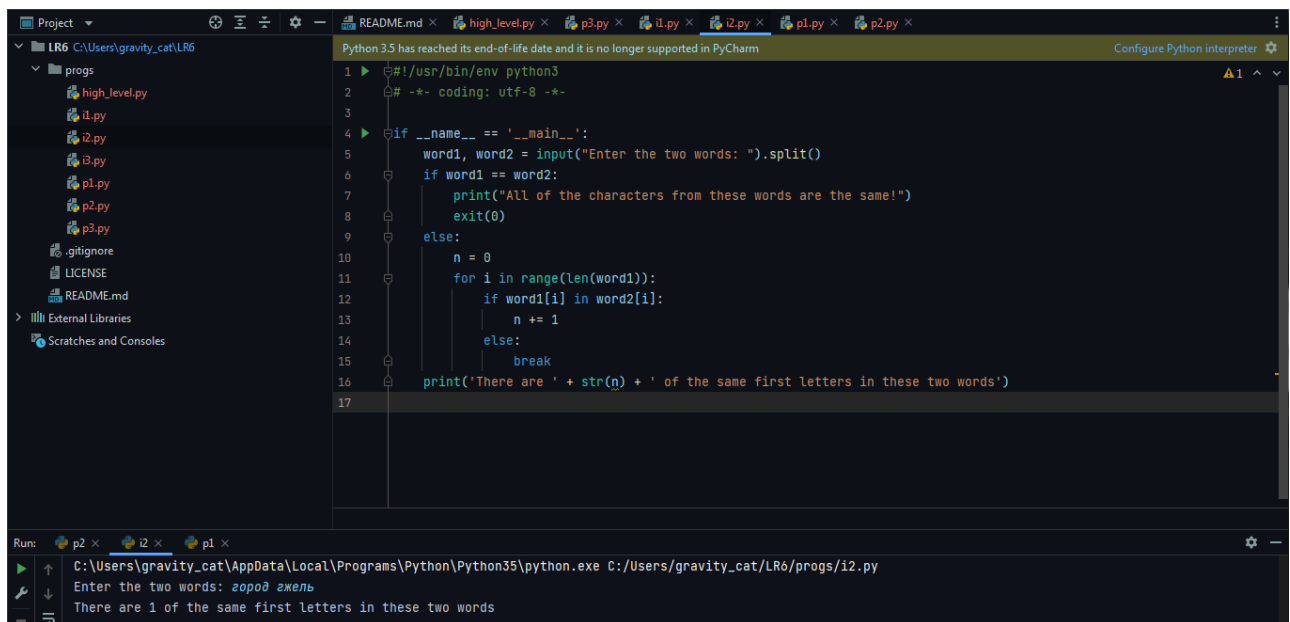 Project
README.md high_level.py p3.py i1.py i2.py p1.py p2.py
LR6 C:\Users\gravity_cat\LR6
progs
high_level.py
i1.py
i2.py
i3.py
p1.py
p2.py
p3.py
.gitignore
LICENSE
README.md
External Libraries
Scratches and Consoles
Python 3.5 has reached its end-of-life date and it is no longer supported in PyCharm Configure Python interpreter
1 #!/usr/bin/env python3
1
2 # -*- coding: utf-8 -*-
3
4 if __name__ == '__main__':
5 word1, word2 = input("Enter the two words: ").split()
6 if word1 == word2:
7 print("All of the characters from these words are the same!")
8 exit(0)
9 else:
10 n = 0
11 for i in range(len(word1)):
12 if word1[i] in word2[i]:
13 n += 1
14 else:
15 break
16 print('There are ' + str(n) + ' of the same first letters in these two words')
17
Run: p2 i2 p1
C:\Users\gravity_cat\AppData\Local\Programs\Python\Python35\python.exe C:/Users/gravity_cat/LR6/progs/i2.py
Enter the two words: город гжель
There are 1 of the same first letters in these two words